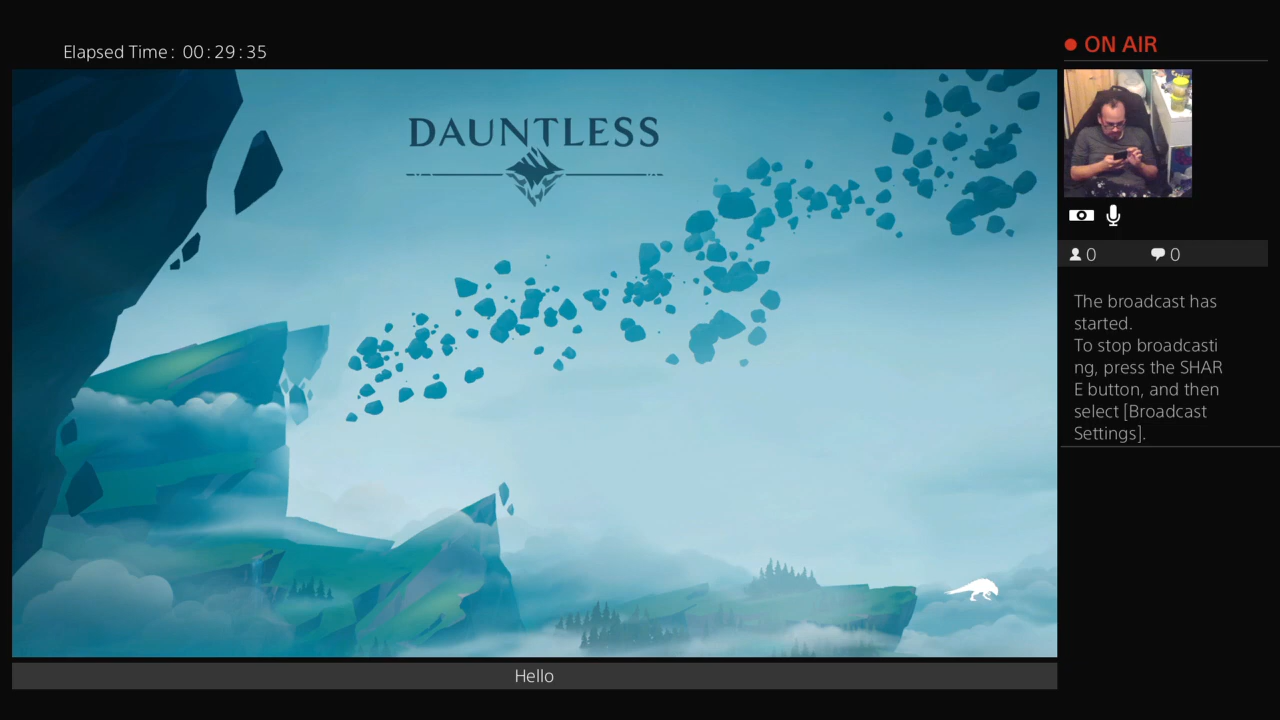 Elapsed Time: 00:29:35
ON AIR
DAUNTLESS
0 0
The broadcast has
started.
To stop broadcasti
ng, press the SHAR
E button, and then
select [Broadcast
Settings].
Hello